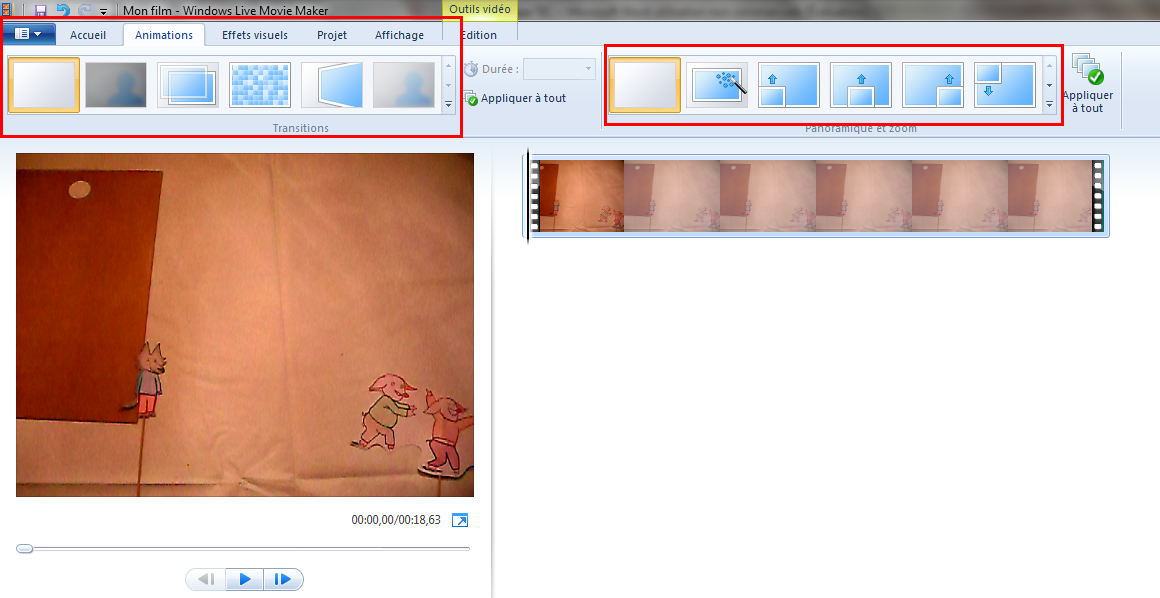 Outils vidéo
Mon film - Windows Live Movie Maker
Accueil Animations Effets visuels Projet Affichage Edition
Durée :
Appliquer à tout
Appliquer
à tout
Transitions
Panoramique et zoom
00:00,00/00:18,63